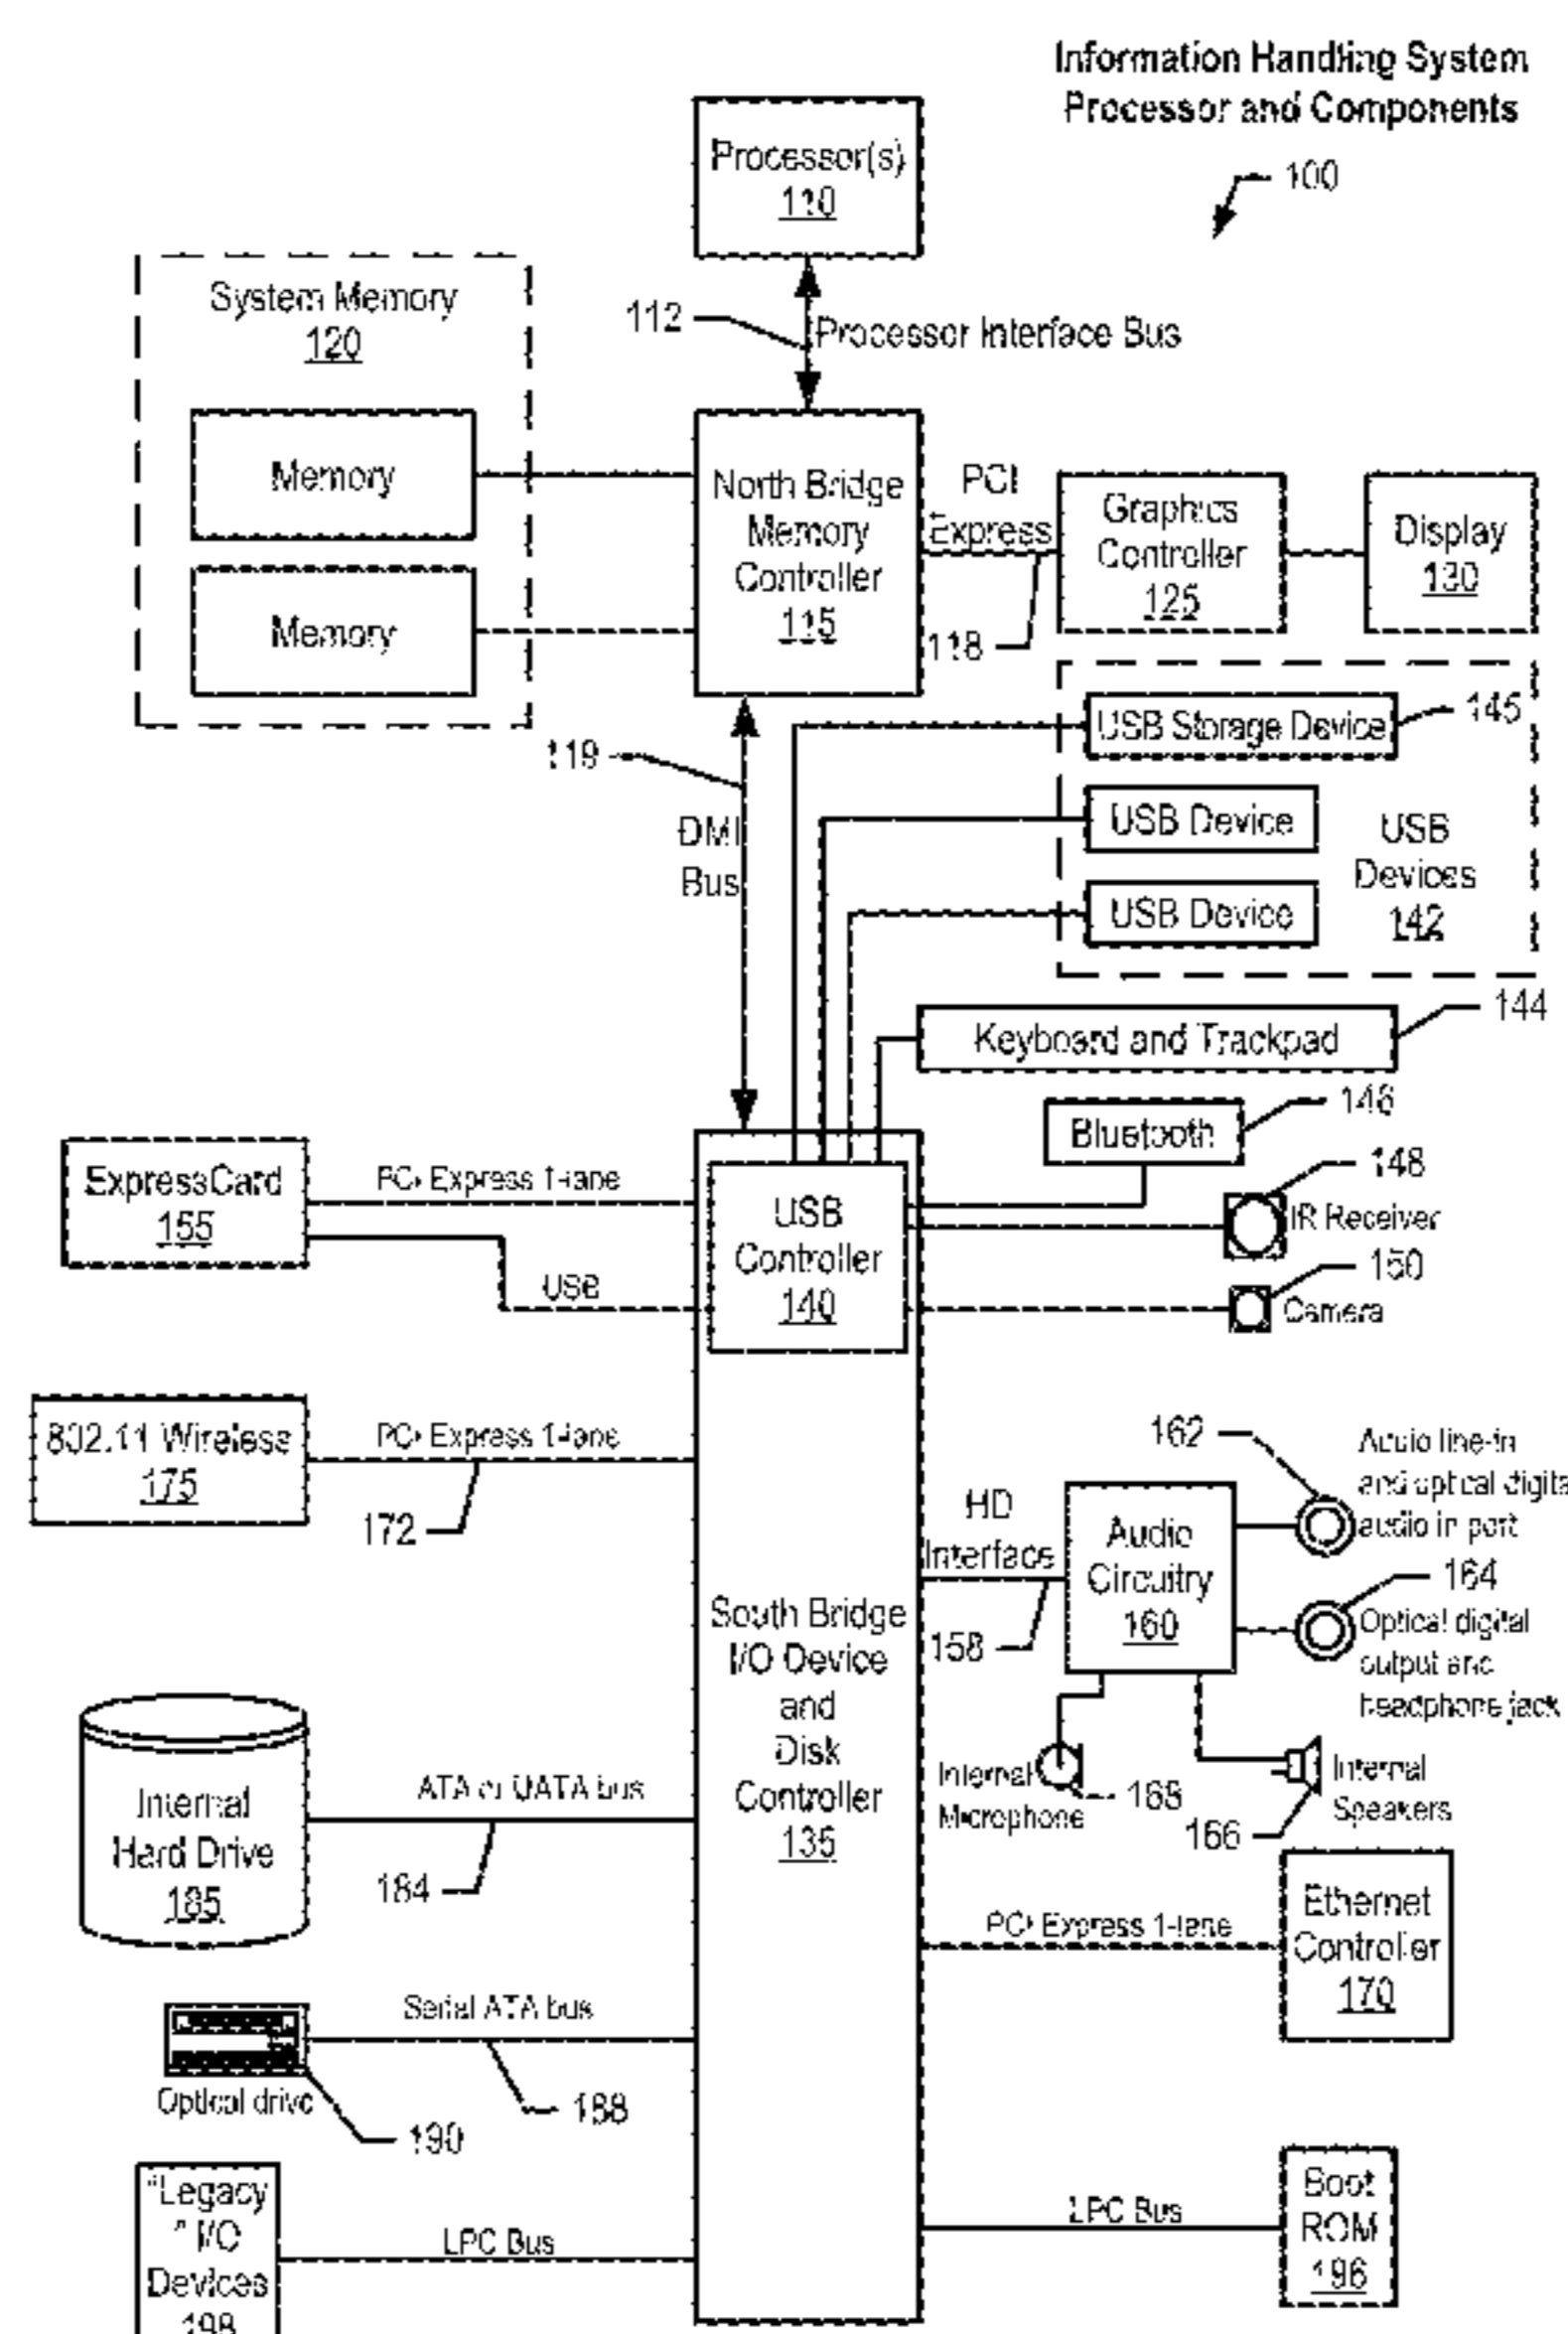 Information Handling System
Processor and Components
100
Processor(s)
110
112
Processor Interface Bus
System Memory
120
Memory
Memory
North Bridge
Memory
Controller
115
PCI
Express
118
Graphics
Controller
125
Display
130
119
DMI
Bus
USB Storage Device
145
USB Device
USB Device
USB
Devices
142
Keyboard and Trackpad
144
Bluetooth
146
148
IR Receiver
150
Camera
ExpressCard
155
PCI Express 1-lane
USB
USB
Controller
140
802.11 Wireless
175
PCI Express 1-lane
172
162
Audio line-in
and optical digita
audio in port
HD
Interface
158
Audio
Circuitry
160
164
Optical digital
output and
headphone jack
South Bridge
I/O Device
and
Disk
Controller
135
Internal
Microphone
168
Internal
Speakers
166
Internal
Hard Drive
185
ATA or UATA bus
184
PCI Express 1-lane
Ethernet
Controller
170
Serial ATA bus
188
Optical drive
190
"Legacy
" I/O
Devices
198
LPC Bus
LPC Bus
Boot
ROM
196